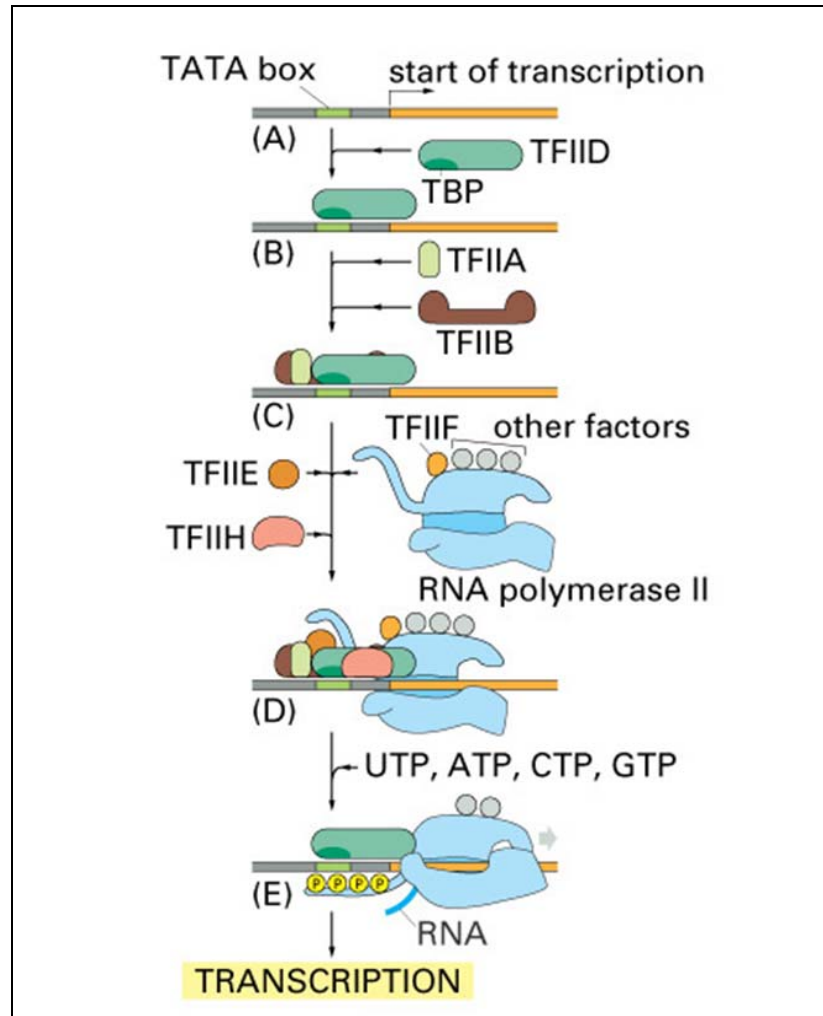 TATA box
start of transcription
(A)
TFIID
TBP
(B)
TFIIA
TFIIB
(C)
TFIIF
other factors
TFIIE
TFIIH
RNA polymerase II
(D)
UTP, ATP, CTP, GTP
P P P P
(E)
RNA
TRANSCRIPTION